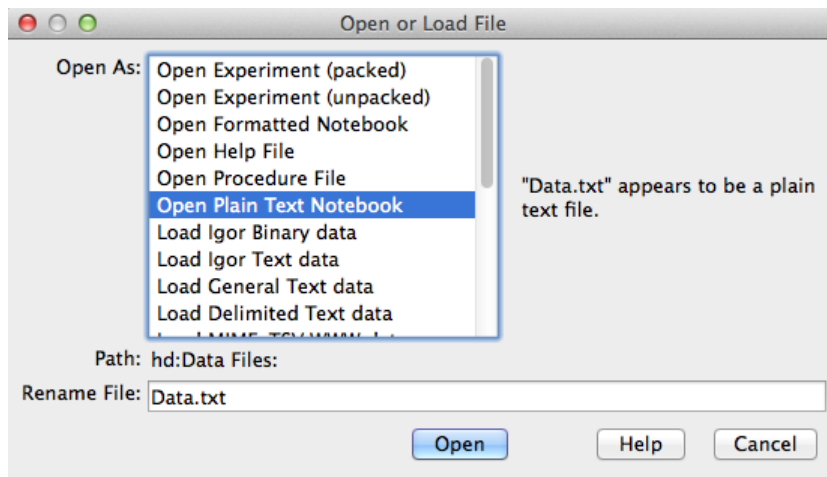 Open or Load File
Open As:
Open Experiment (packed)
Open Experiment (unpacked)
Open Formatted Notebook
Open Help File
Open Procedure File
Open Plain Text Notebook
Load Igor Binary data
Load Igor Text data
Load General Text data
Load Delimited Text data
"Data.txt" appears to be a plain
text file.
Path: hd:Data Files:
Rename File: Data.txt
Open Help Cancel